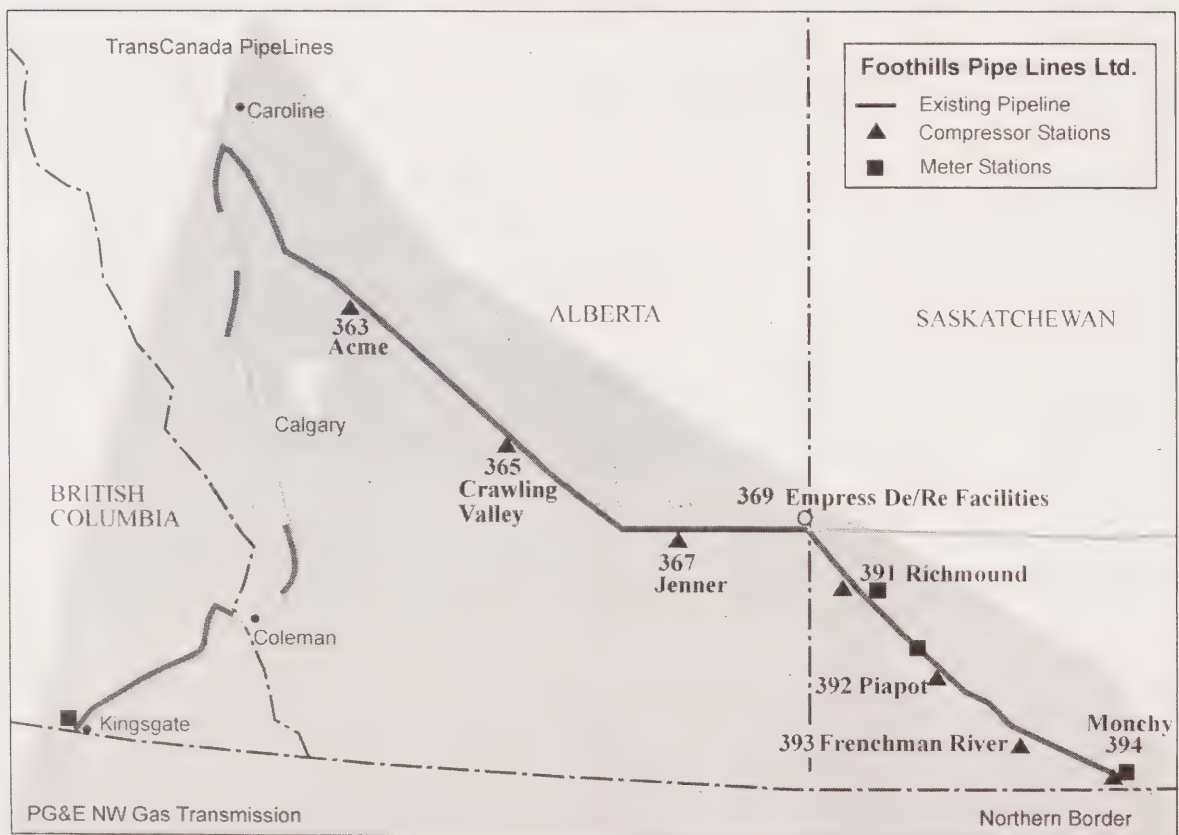 TransCanada PipeLines
Foothills Pipe Lines Ltd.
Existing Pipeline
Compressor Stations
Meter Stations
Caroline
363
Acme
ALBERTA
SASKATCHEWAN
Calgary
365
Crawling
Valley
BRITISH
COLUMBIA
369 Empress De/Re Facilities
367
Jenner
391 Richmound
Coleman
392 Piapot
Kingsgate
393 Frenchman River
Monchy
394
PG&E NW Gas Transmission
Northern Border